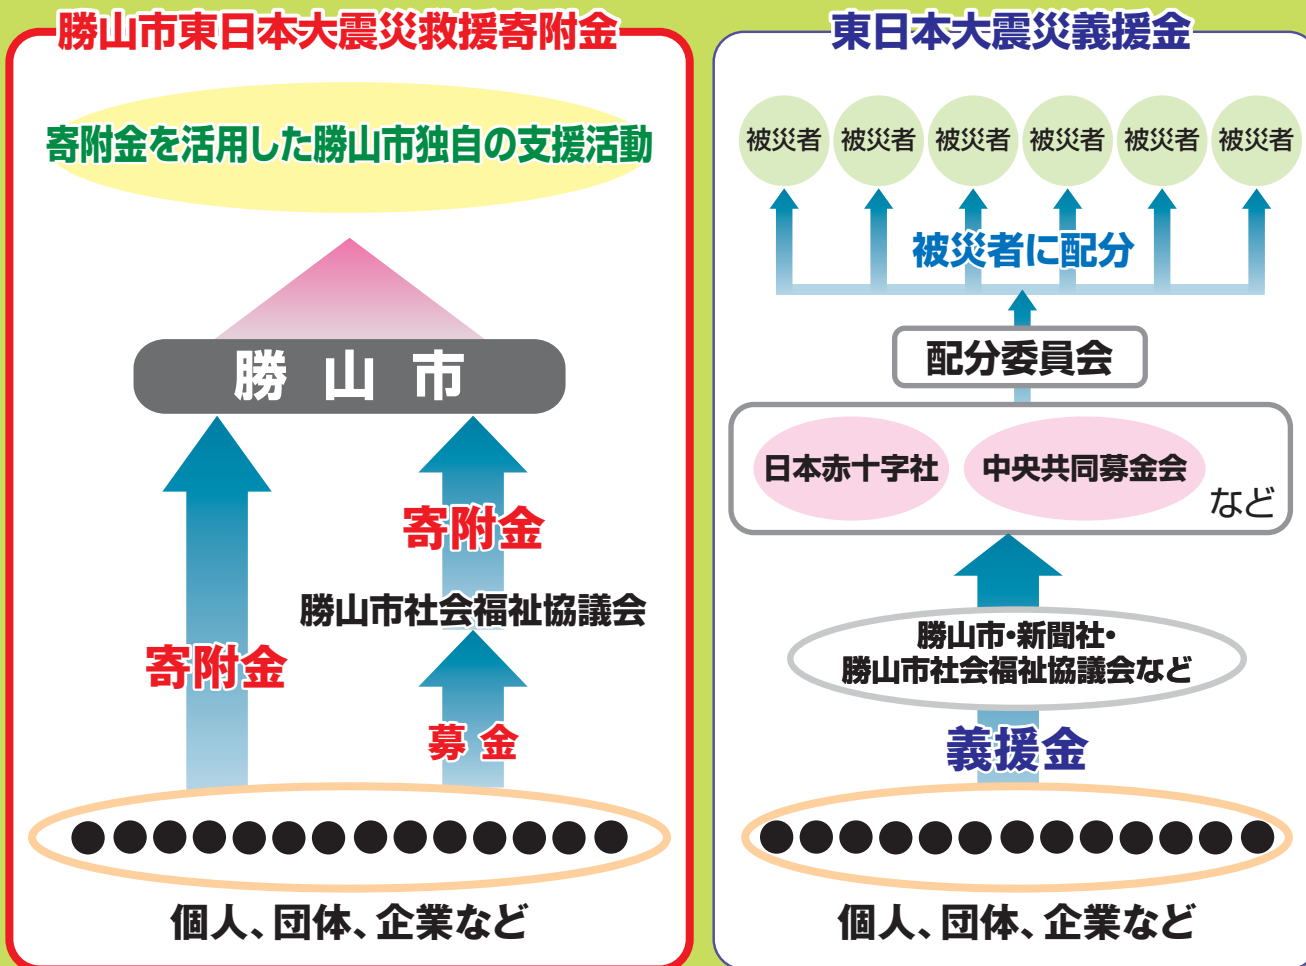 勝山市東日本大震災救援寄附金
寄附金を活用した勝山市独自の支援活動
勝山市
寄附金
勝山市社会福祉協議会
寄附金
募金
個人、団体、企業など
東日本大震災義援金
被災者 被災者 被災者 被災者 被災者 被災者
被災者に配分
配分委員会
日本赤十字社 中央共同募金会 など
勝山市・新聞社・
勝山市社会福祉協議会など
義援金
個人、団体、企業など